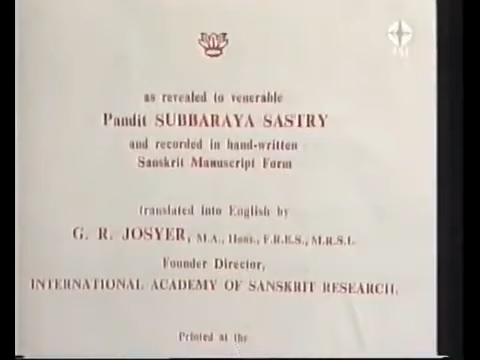 as revealed to venerable
Pandit SUBBARAYA SASTRY
and recorded in hand-written
Sanskrit Manuscript Form
translated into English by
G. R. JOSYER, M.A., Hons., F.R.E.S., M.R.S.L.
Founder Director,
INTERNATIONAL ACADEMY OF SANSKRIT RESEARCH.
Printed at the